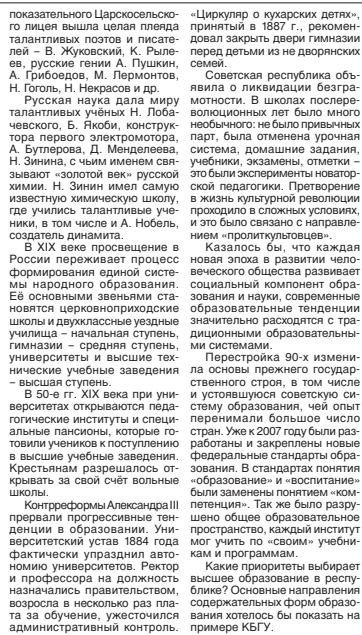 показательного Царскосельско-
го лицея вышла целая плеяда
талантливых поэтов и писате-
лей – В. Жуковский, К. Рыле-
ев, русские гении А. Пушкин,
А. Грибоедов, М. Лермонтов,
Н. Гоголь, Н. Некрасов и др.
Русская наука дала миру
талантливых учёных Н. Лоба-
чевского, Б. Якоби, конструк-
тора первого электромотора,
А. Бутлерова, Д. Менделеева,
Н. Зинина, с чьим именем свя-
зывают «золотой век» русской
химии. Н. Зинин имел самую
известную химическую школу,
где учились талантливые уче-
ники, в том числе и А. Нобель,
создатель динамита.
В XIX веке просвещение в
России переживает процесс
формирования единой систе-
мы народного образования.
Её основными звеньями ста-
новятся церковноприходские
школы и двухклассные уездные
училища – начальная ступень,
гимназии – средняя ступень,
университеты и высшие тех-
нические учебные заведения
– высшая ступень.
В 50-е гг. XIX века при уни-
верситетах открываются педа-
гогические институты и специ-
альные пансионы, которые го-
товили учеников к поступлению
в высшие учебные заведения.
Крестьянам разрешалось от-
крывать за свой счёт вольные
школы.
Контрреформы Александра III
прервали прогрессивные тен-
денции в образовании. Уни-
верситетский устав 1884 года
фактически упразднил авто-
номию университетов. Ректор
и профессора на должность
назначались правительством,
возросла в несколько раз пла-
та за обучение, ужесточился
административный контроль.
«Циркуляр о кухарских детях»,
принятый в 1887 г., рекомен-
довал закрыть двери гимназии
перед детьми из не дворянских
семей.
Советская республика объ-
явила о ликвидации безгра-
мотности. В школах послере-
волюционных лет было много
необычного: не было привычных
парт, была отменена урочная
система, домашние задания,
учебники, экзамены, отметки –
это были эксперименты новатор-
ской педагогики. Претворение
в жизнь культурной революции
проходило в сложных условиях,
и это было связано с направле-
нием «пролиткультовцев».
Казалось бы, что каждая
новая эпоха в развитии чело-
веческого общества развивает
социальный компонент обра-
зования и науки, современные
образовательные тенденции
значительно расходятся с тра-
диционными образовательны-
ми системами.
Перестройка 90-х измени-
ла основы прежнего государ-
ственного строя, в том числе
и устоявшуюся советскую си-
стему образования, чей опыт
перенимали большое число
стран. Уже к 2007 году были раз-
работаны и закреплены новые
федеральные стандарты обра-
зования. В стандартах понятия
«образование» и «воспитание»
были заменены понятием «ком-
петенция». Так же было разру-
шено общее образовательное
пространство, каждый институт
мог учить по «своим» учебни-
кам и программам.
Какие приоритеты выбирает
высшее образование в респу-
блике? Основные направления
содержательных форм образо-
вания хотелось бы показать на
примере КБГУ.